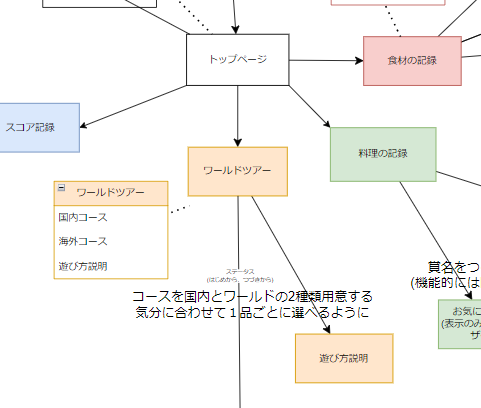 トップページ
食材の記録
スコア記録
料理の記録
ワールドツアー
ワールドツアー
国内コース
海外コース
遊び方説明
ステータス
(はじめから、つづきから)
コースを国内とワールドの2種類用意する
気分に合わせて１品ごとに選べるように
遊び方説明
賞名をつ
(機能的には
お気に
(表示のみ
ザ